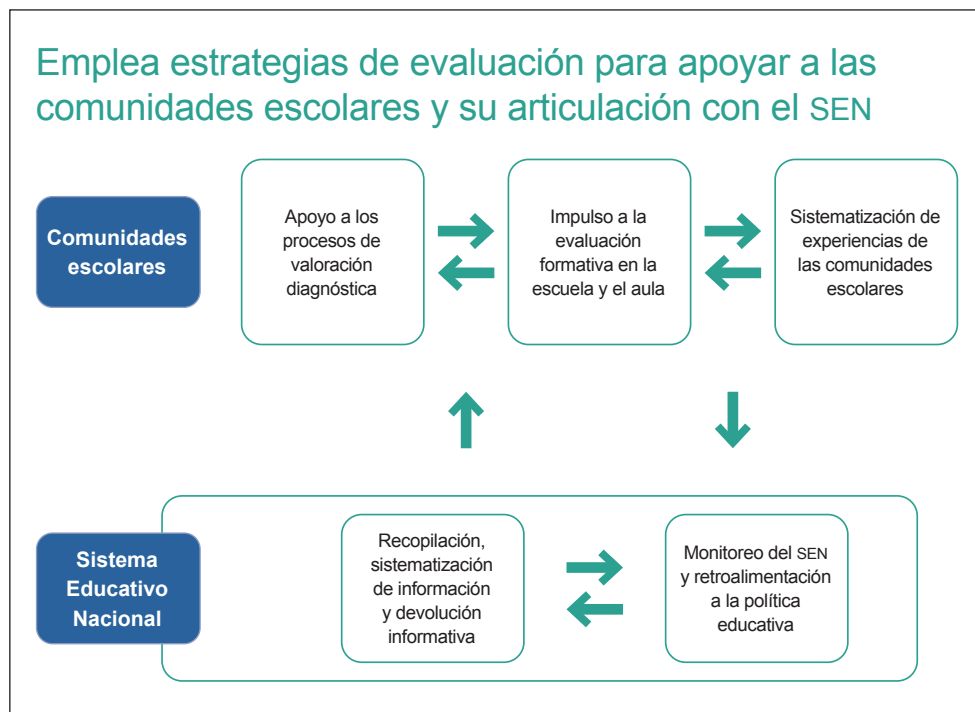 Emplea estrategias de evaluación para apoyar a las
comunidades escolares y su articulación con el SEN
Comunidades
escolares
Apoyo a los
procesos de
valoración
diagnóstica
Impulso a la
evaluación
formativa en la
escuela y el aula
Sistematización de
experiencias de
las comunidades
escolares
Sistema
Educativo
Nacional
Recopilación,
sistematización
de información
y devolución
informativa
Monitoreo del SEN
y retroalimentación
a la política
educativa